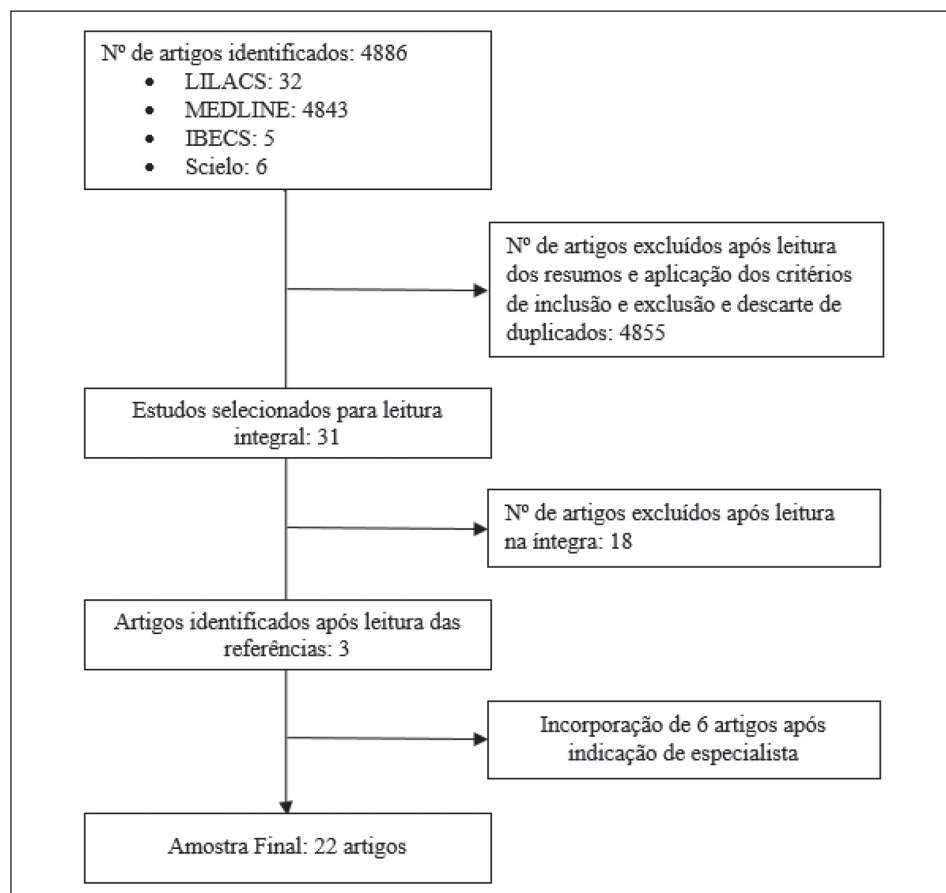 Nº de artigos identificados: 4886
• LILACS: 32
• MEDLINE: 4843
• IBECS: 5
• Scielo: 6
Nº de artigos excluídos após leitura
dos resumos e aplicação dos critérios
de inclusão e exclusão e descarte de
duplicados: 4855
Estudos selecionados para leitura
integral: 31
Nº de artigos excluídos após leitura
na íntegra: 18
Artigos identificados após leitura das
referências: 3
Incorporação de 6 artigos após
indicação de especialista
Amostra Final: 22 artigos